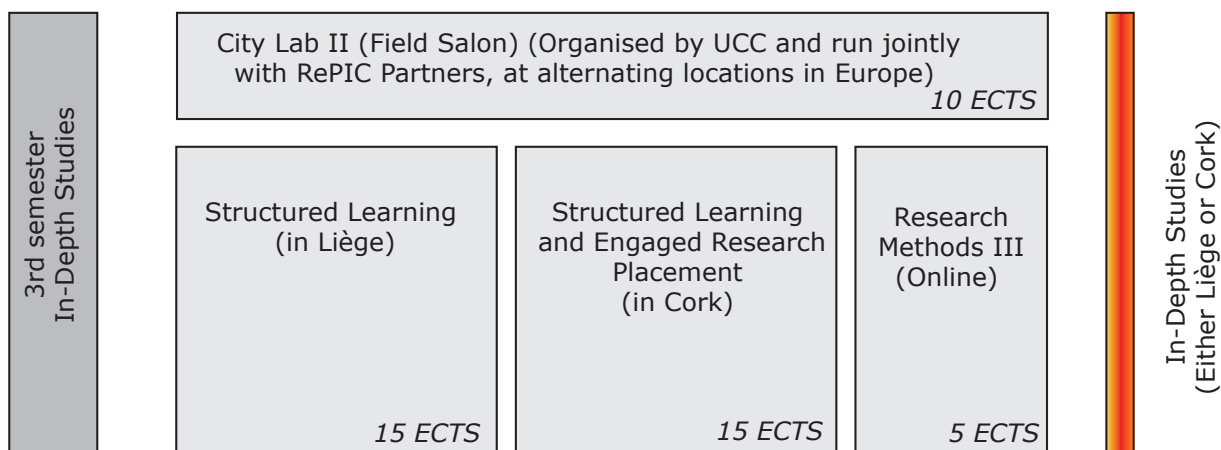 3rd semester
In-Depth Studies
City Lab II (Field Salon) (Organised by UCC and run jointly
with RePIC Partners, at alternating locations in Europe)
10 ECTS
Structured Learning
(in Liège)
15 ECTS
Structured Learning
and Engaged Research
Placement
(in Cork)
15 ECTS
Research
Methods III
(Online)
5 ECTS
In-Depth Studies
(Either Liège or Cork)